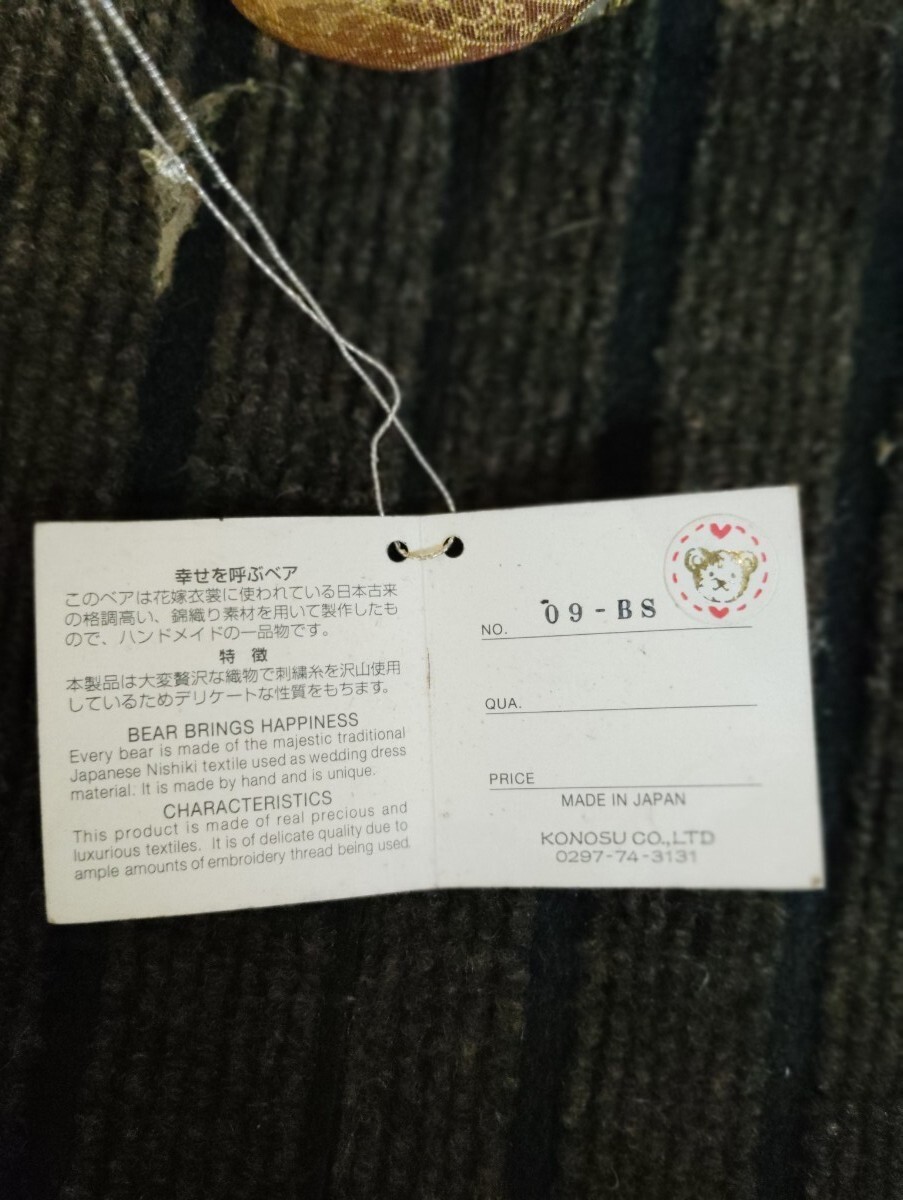 幸せを呼ぶベア
このベアは花嫁衣裳に使われている日本古来
の格調高い、錦織り素材を用いて製作したも
ので、ハンドメイドの一品物です。
特 徴
本製品は大変贅沢な織物で刺繍糸を沢山使用
しているためデリケートな性質をもちます。
BEAR BRINGS HAPPINESS
Every bear is made of the majestic traditional
Japanese Nishiki textile used as wedding dress
material. It is made by hand and is unique.
CHARACTERISTICS
This product is made of real precious and
luxurious textiles. It is of delicate quality due to
ample amounts of embroidery thread being used
NO. 09-BS
QUA.
PRICE
MADE IN JAPAN
KONOSU CO.,LTD
0297-74-3131